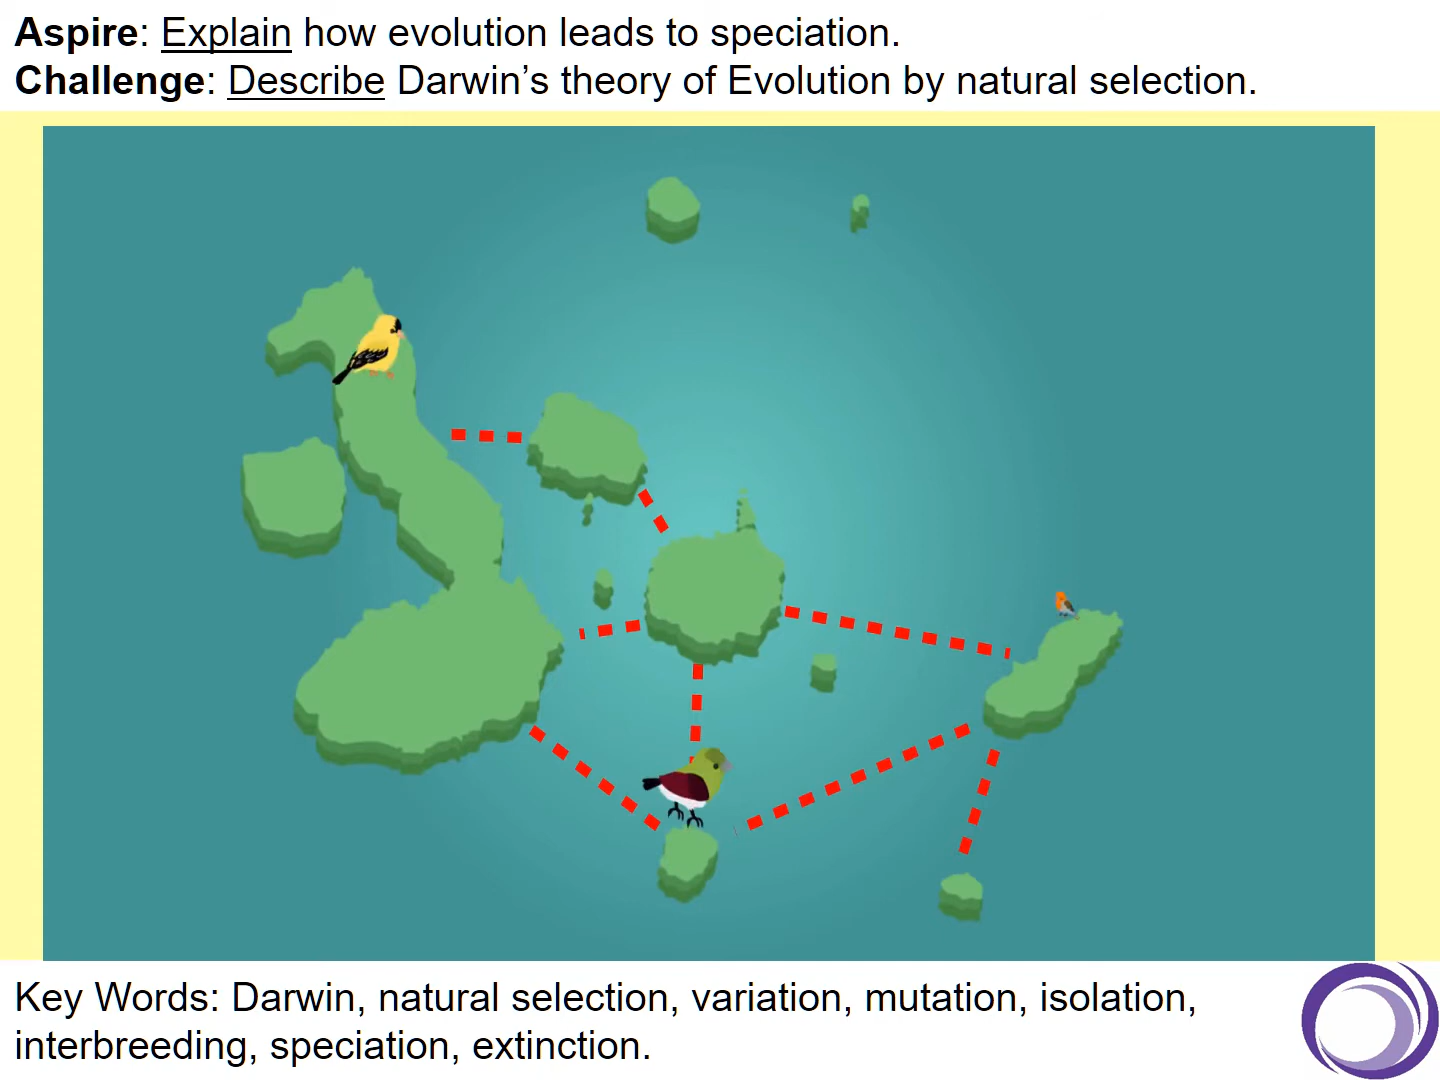 Aspire: Explain how evolution leads to speciation.
Challenge: Describe Darwin’s theory of Evolution by natural selection.
Key Words: Darwin, natural selection, variation, mutation, isolation,
interbreeding, speciation, extinction.